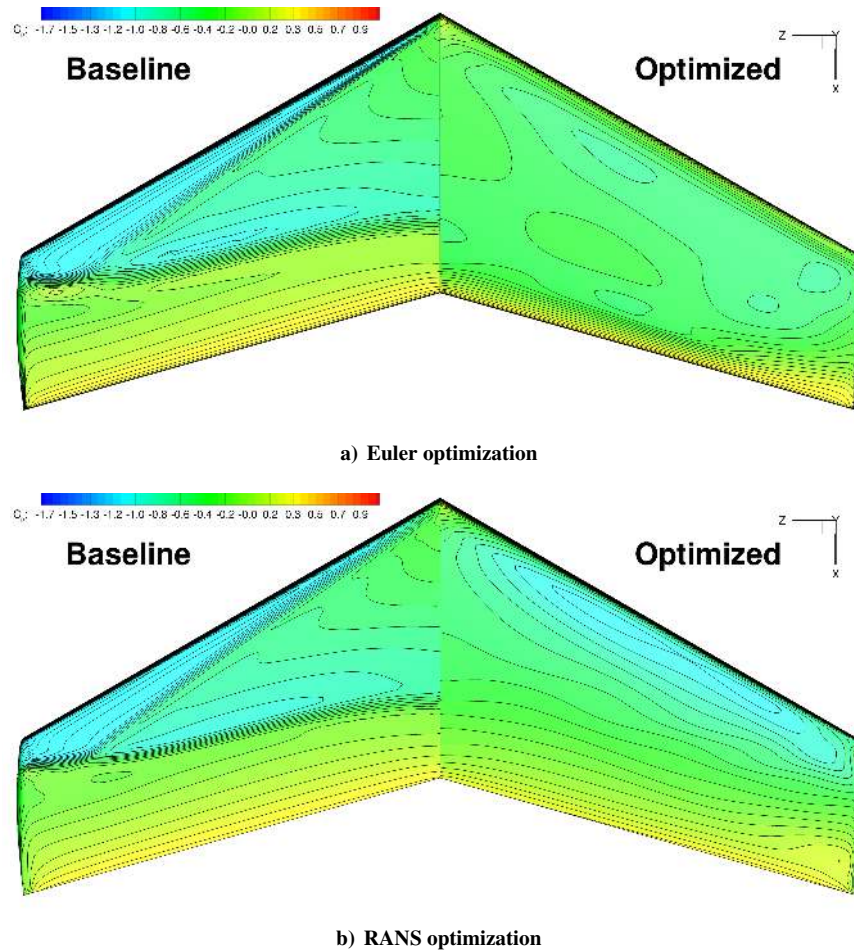 Cp: -1.7 -1.5 -1.3 -1.2 -1.0 -0.8 -0.6 -0.4 -0.2 -0.0 0.2 0.3 0.5 0.7 0.9
Baseline
Optimized
Z Y
X
a) Euler optimization
Cp: -1.7 -1.5 -1.3 -1.2 -1.0 -0.8 -0.6 -0.4 -0.2 -0.0 0.2 0.3 0.5 0.7 0.9
Baseline
Optimized
Z Y
X
b) RANS optimization